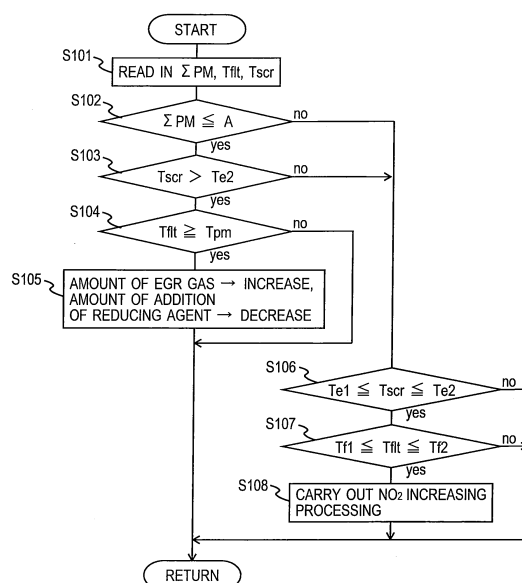 START
S101
READ IN Σ PM, Tflt, Tscr
S102
Σ PM ≦ A
no
yes
S103
Tscr > Te2
no
yes
S104
Tflt ≧ Tpm
no
yes
S105
AMOUNT OF EGR GAS → INCREASE,
AMOUNT OF ADDITION
OF REDUCING AGENT → DECREASE
S106
Te1 ≦ Tscr ≦ Te2
no
yes
S107
Tf1 ≦ Tflt ≦ Tf2
no
yes
S108
CARRY OUT NO2 INCREASING
PROCESSING
RETURN